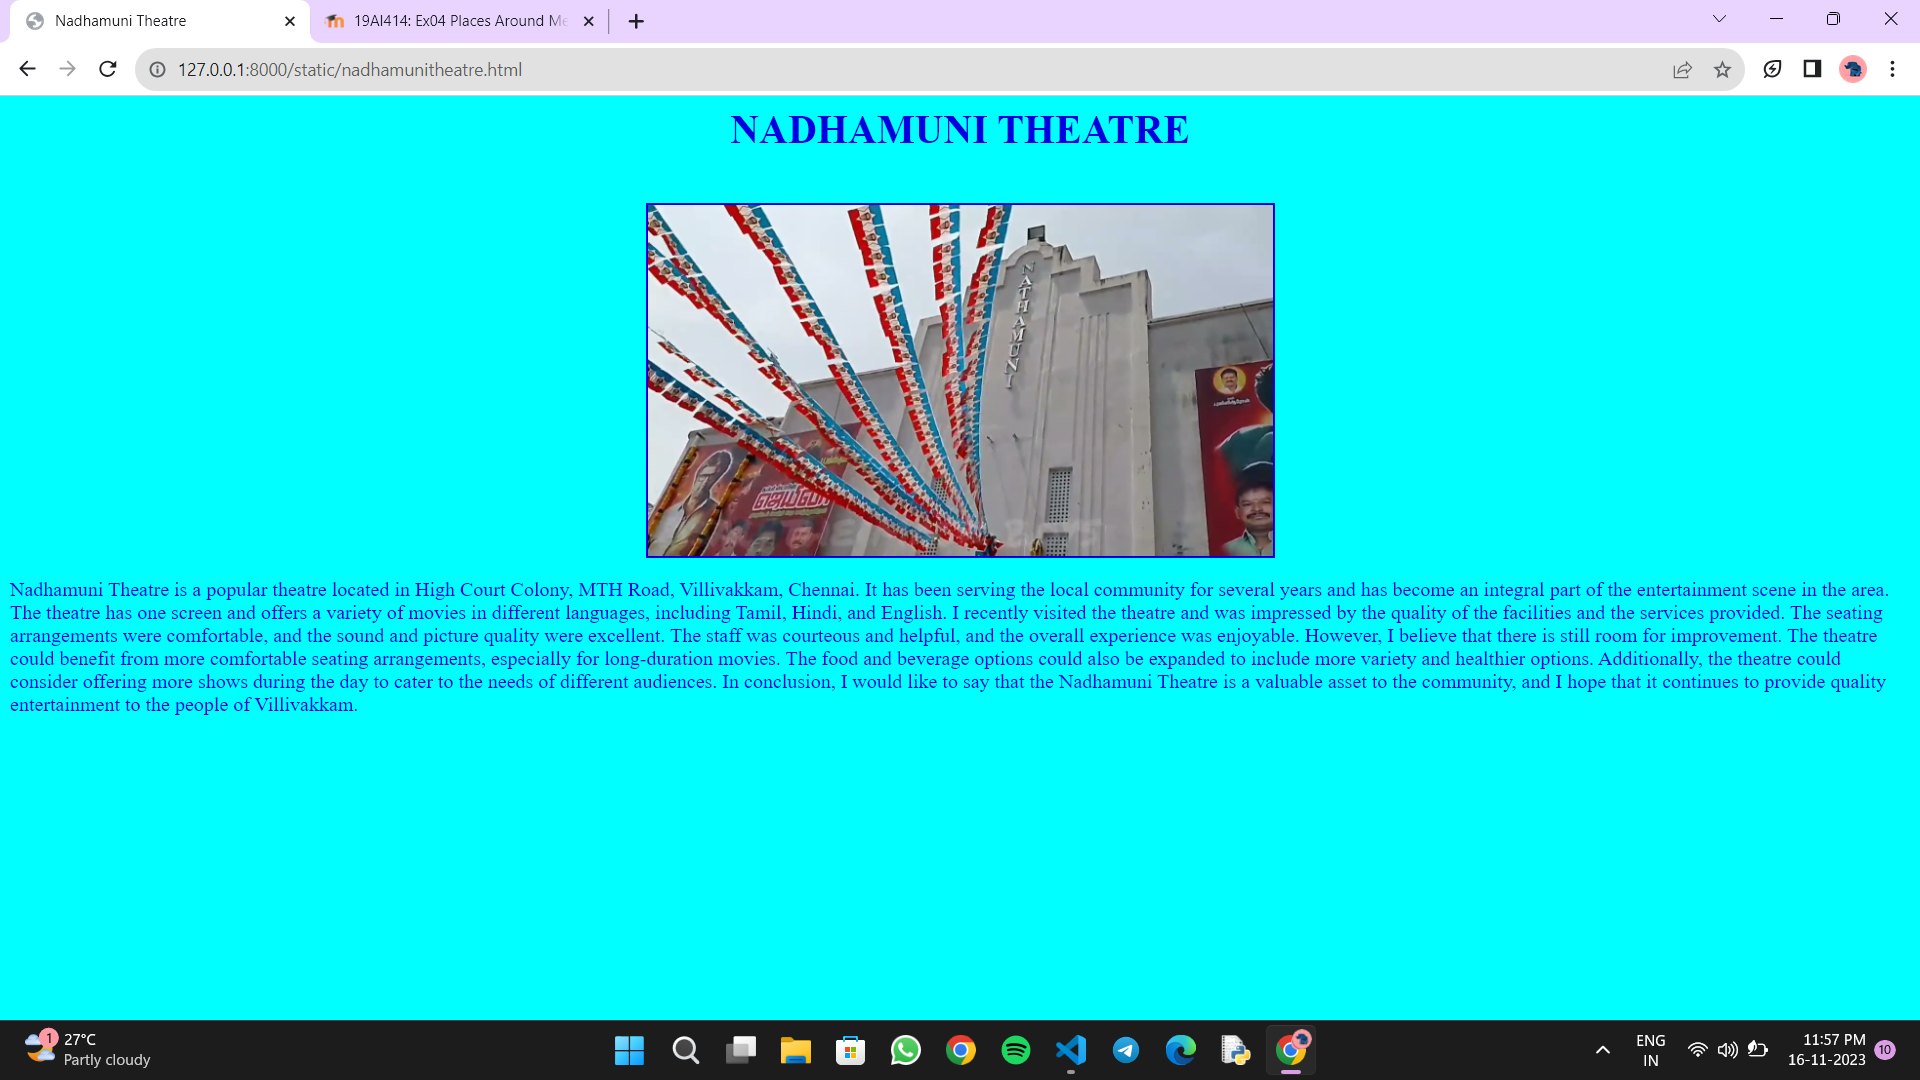 Nadhamuni Theatre
19AI414: Ex04 Places Around Me
127.0.0.1:8000/static/nadhamunitheatre.html
NADHAMUNI THEATRE
NATHAMUNI
Nadhamuni Theatre is a popular theatre located in High Court Colony, MTH Road, Villivakkam, Chennai. It has been serving the local community for several years and has become an integral part of the entertainment scene in the area.
The theatre has one screen and offers a variety of movies in different languages, including Tamil, Hindi, and English. I recently visited the theatre and was impressed by the quality of the facilities and the services provided. The seating
arrangements were comfortable, and the sound and picture quality were excellent. The staff was courteous and helpful, and the overall experience was enjoyable. However, I believe that there is still room for improvement. The theatre
could benefit from more comfortable seating arrangements, especially for long-duration movies. The food and beverage options could also be expanded to include more variety and healthier options. Additionally, the theatre could
consider offering more shows during the day to cater to the needs of different audiences. In conclusion, I would like to say that the Nadhamuni Theatre is a valuable asset to the community, and I hope that it continues to provide quality
entertainment to the people of Villivakkam.
1
27°C
Partly cloudy
ENG
IN
11:57 PM
16-11-2023
10